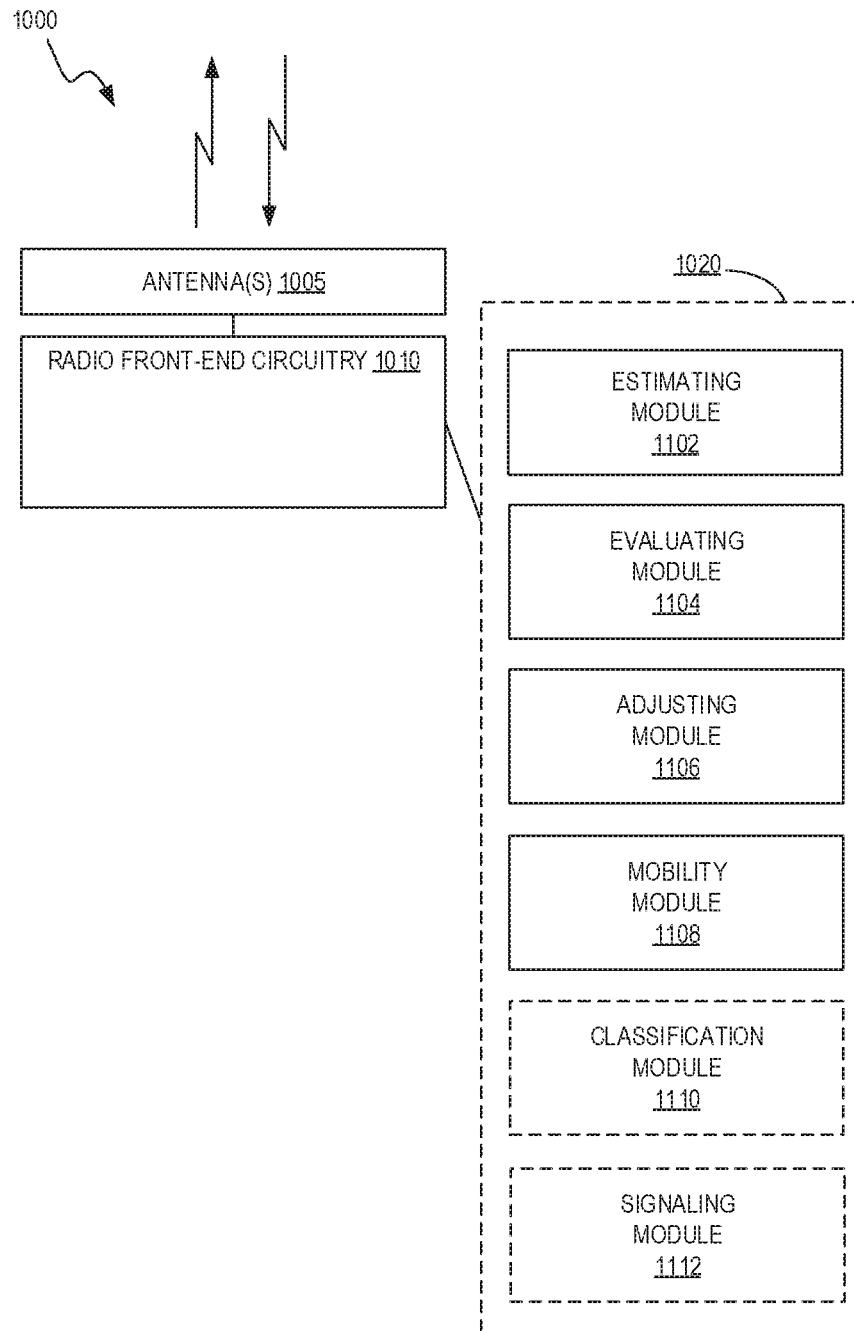 1000
ANTENNA(S) 1005
RADIO FRONT-END CIRCUITRY 1010
1020
ESTIMATING
MODULE
1102
EVALUATING
MODULE
1104
ADJUSTING
MODULE
1106
MOBILITY
MODULE
1108
CLASSIFICATION
MODULE
1110
SIGNALING
MODULE
1112